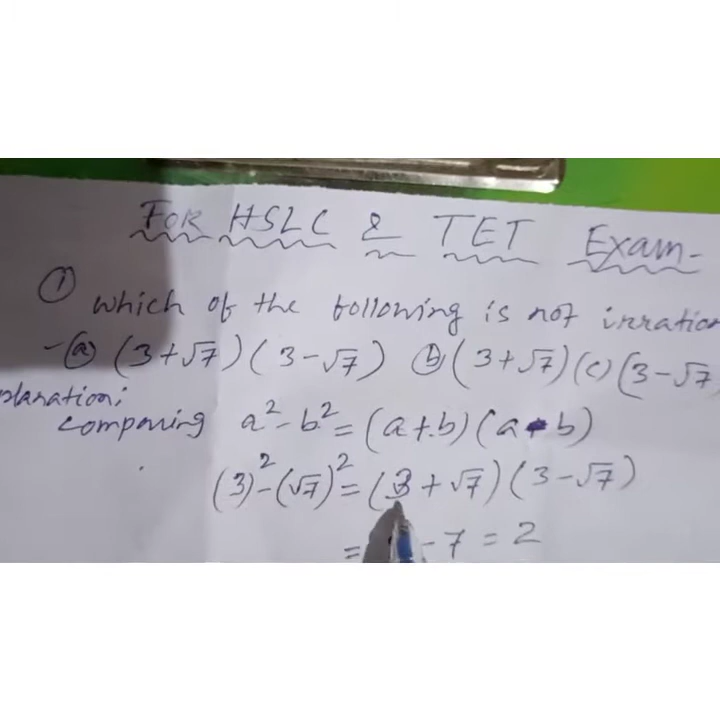 FOR HSLC & TET Exam-
① which of the following is not irration
(a) (3+√7)(3-√7) (b) (3+√7) (c) (3-√7
planation;
comparing a²-b²=(a+b)(a-b)
(3)²-(√7)²=(3+√7)(3-√7)
= -7=2